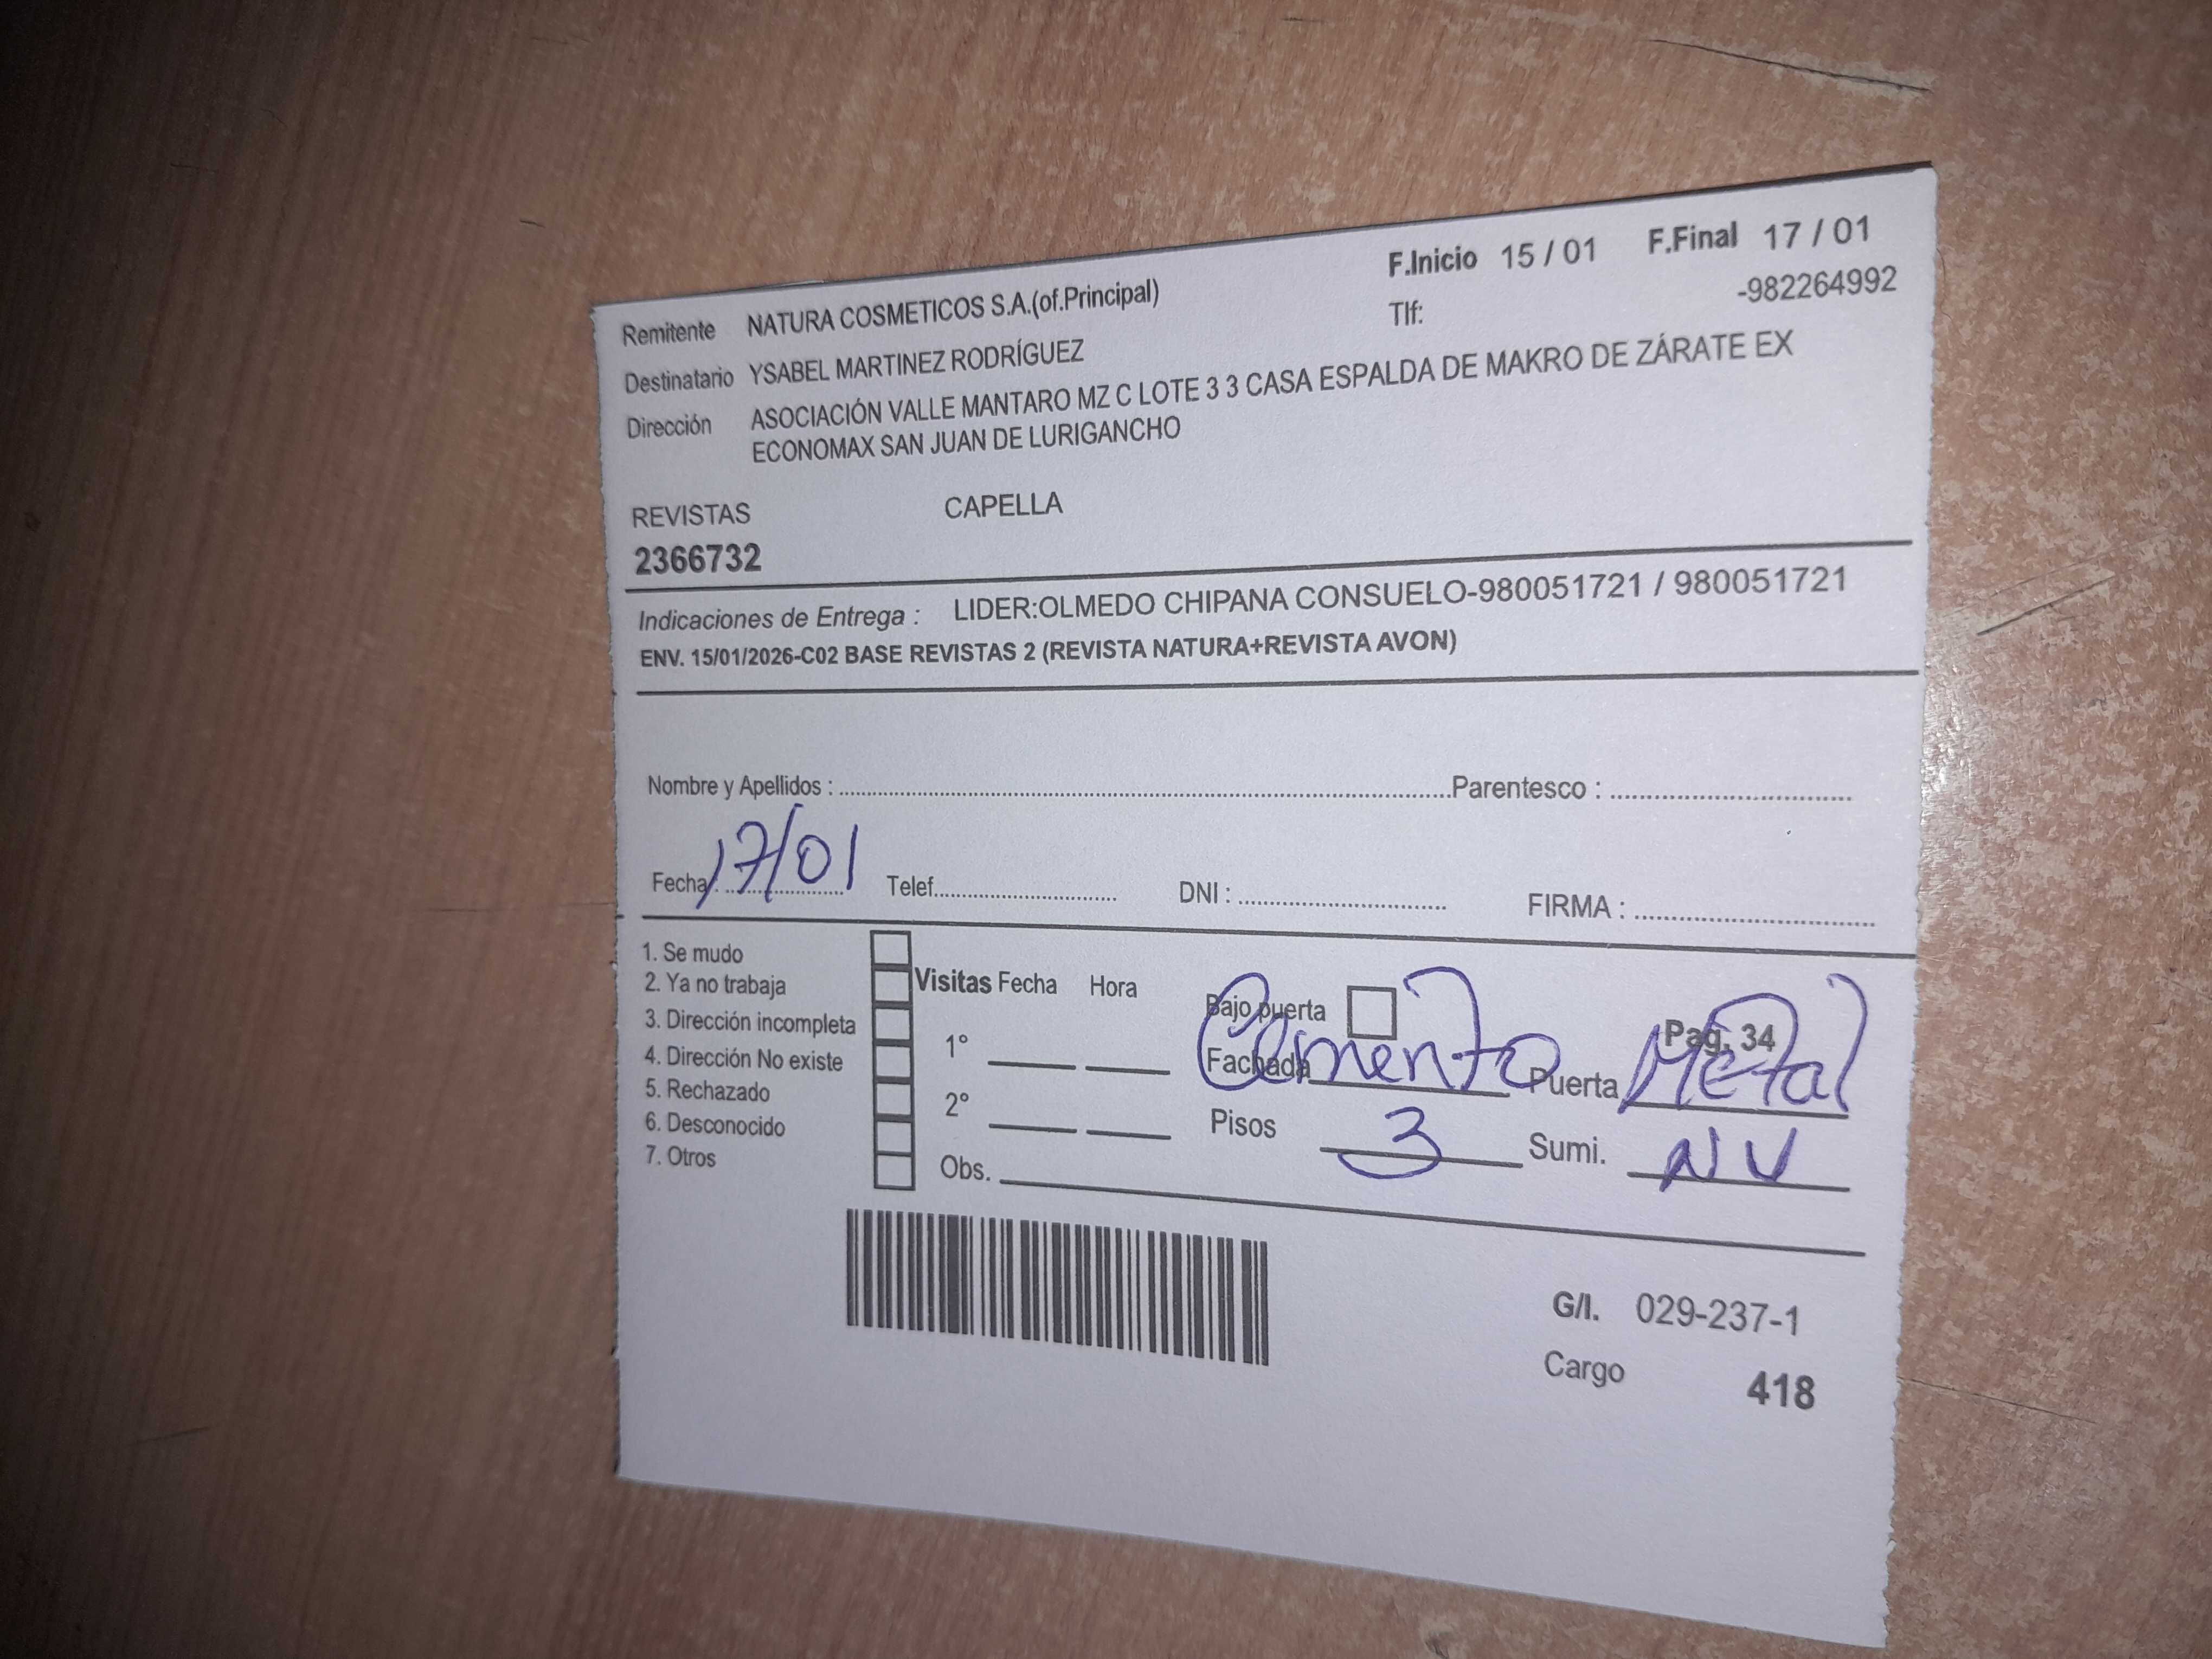 F.Inicio 15 / 01 F.Final 17 / 01
Remitente NATURA COSMETICOS S.A.(of.Principal) Tlf: -982264992
Destinatario YSABEL MARTINEZ RODRÍGUEZ
Dirección ASOCIACIÓN VALLE MANTARO MZ C LOTE 3 3 CASA ESPALDA DE MAKRO DE ZÁRATE EX
ECONOMAX SAN JUAN DE LURIGANCHO
REVISTAS CAPELLA
2366732
Indicaciones de Entrega : LIDER:OLMEDO CHIPANA CONSUELO-980051721 / 980051721
ENV. 15/01/2026-C02 BASE REVISTAS 2 (REVISTA NATURA+REVISTA AVON)
Nombre y Apellidos : Parentesco :
Fecha : 17/01 Telef. DNI : FIRMA :
1. Se mudo
2. Ya no trabaja
3. Dirección incompleta
4. Dirección No existe
5. Rechazado
6. Desconocido
7. Otros
Visitas Fecha Hora
1°
2°
Obs.
Bajo puerta Pag. 34
Fachada Cemento Puerta Metal
Pisos 3 Sumi. NV
G/I. 029-237-1
Cargo 418